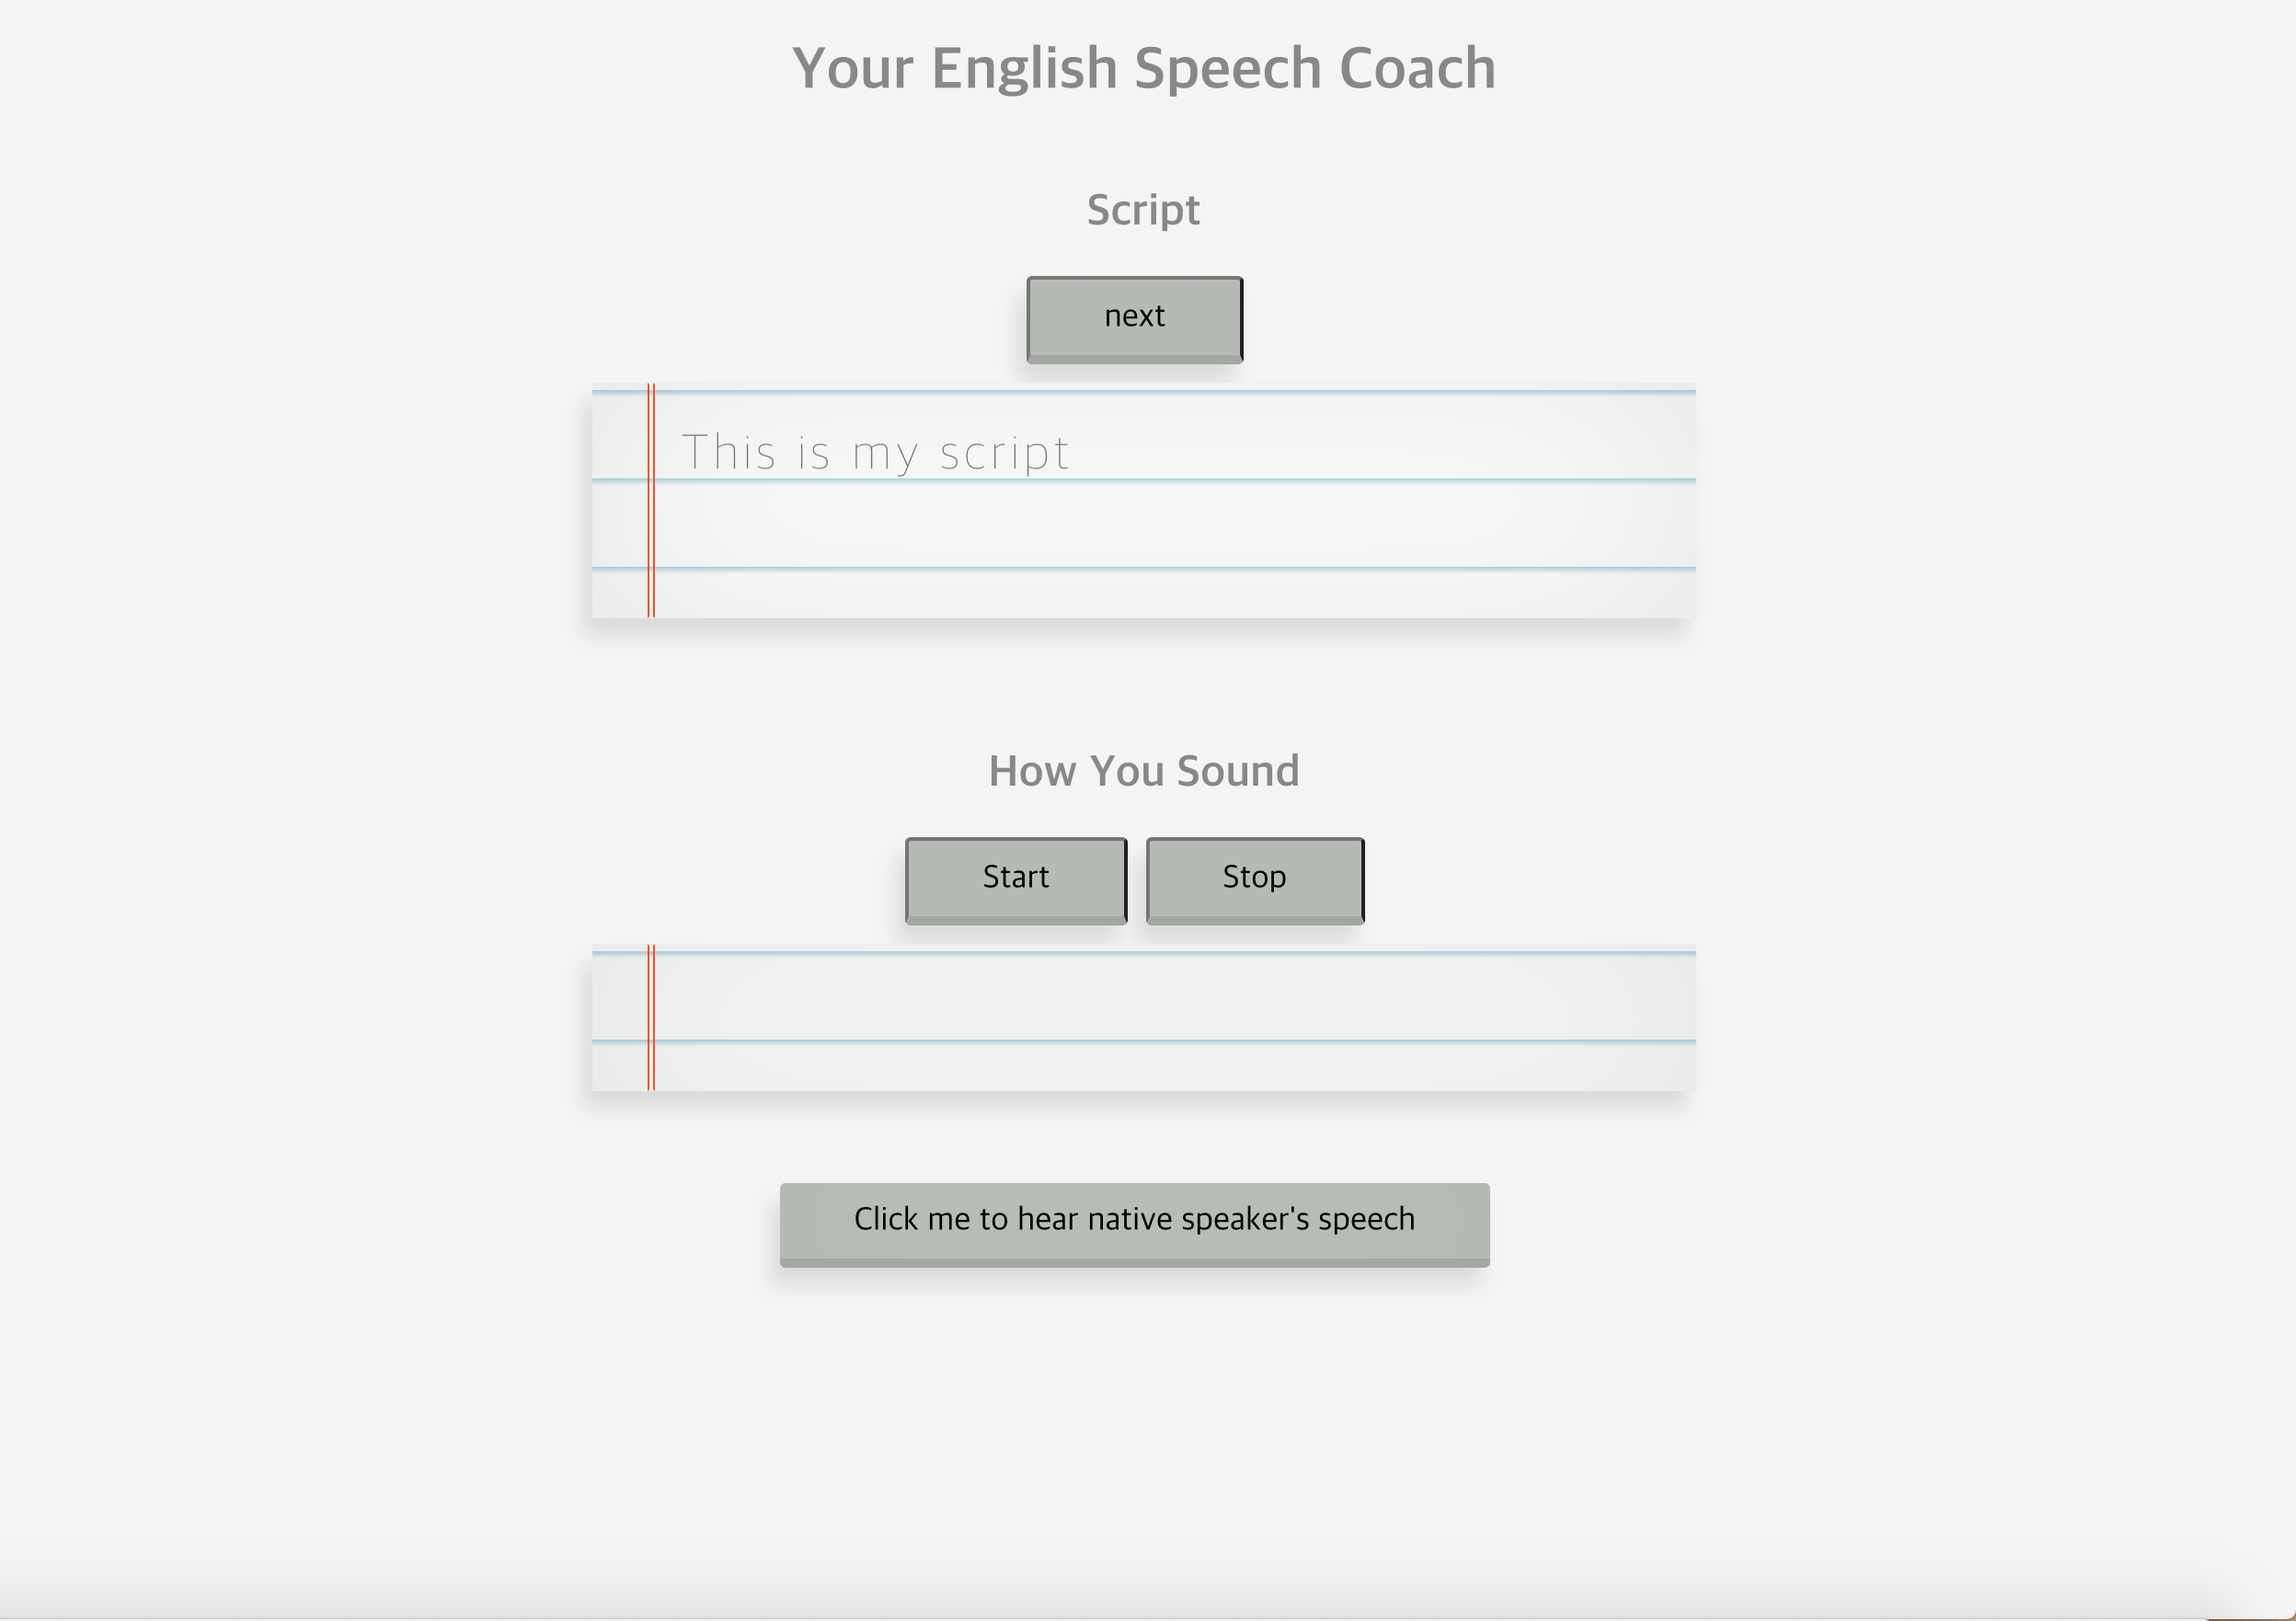 Your English Speech Coach
Script
next
This is my script
How You Sound
Start Stop
Click me to hear native speaker's speech